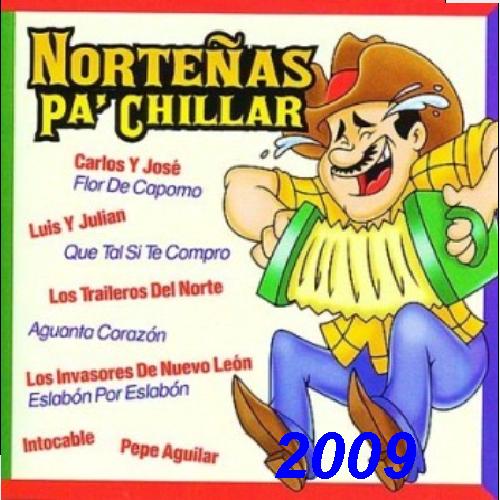 NORTEÑAS
PA' CHILLAR
Carlos Y José
Flor De Capomo
Luis Y Julian
Que Tal Si Te Compro
Los Traileros Del Norte
Aguanta Corazón
Los Invasores De Nuevo León
Eslabón Por Eslabón
Intocable
Pepe Aguilar
2009